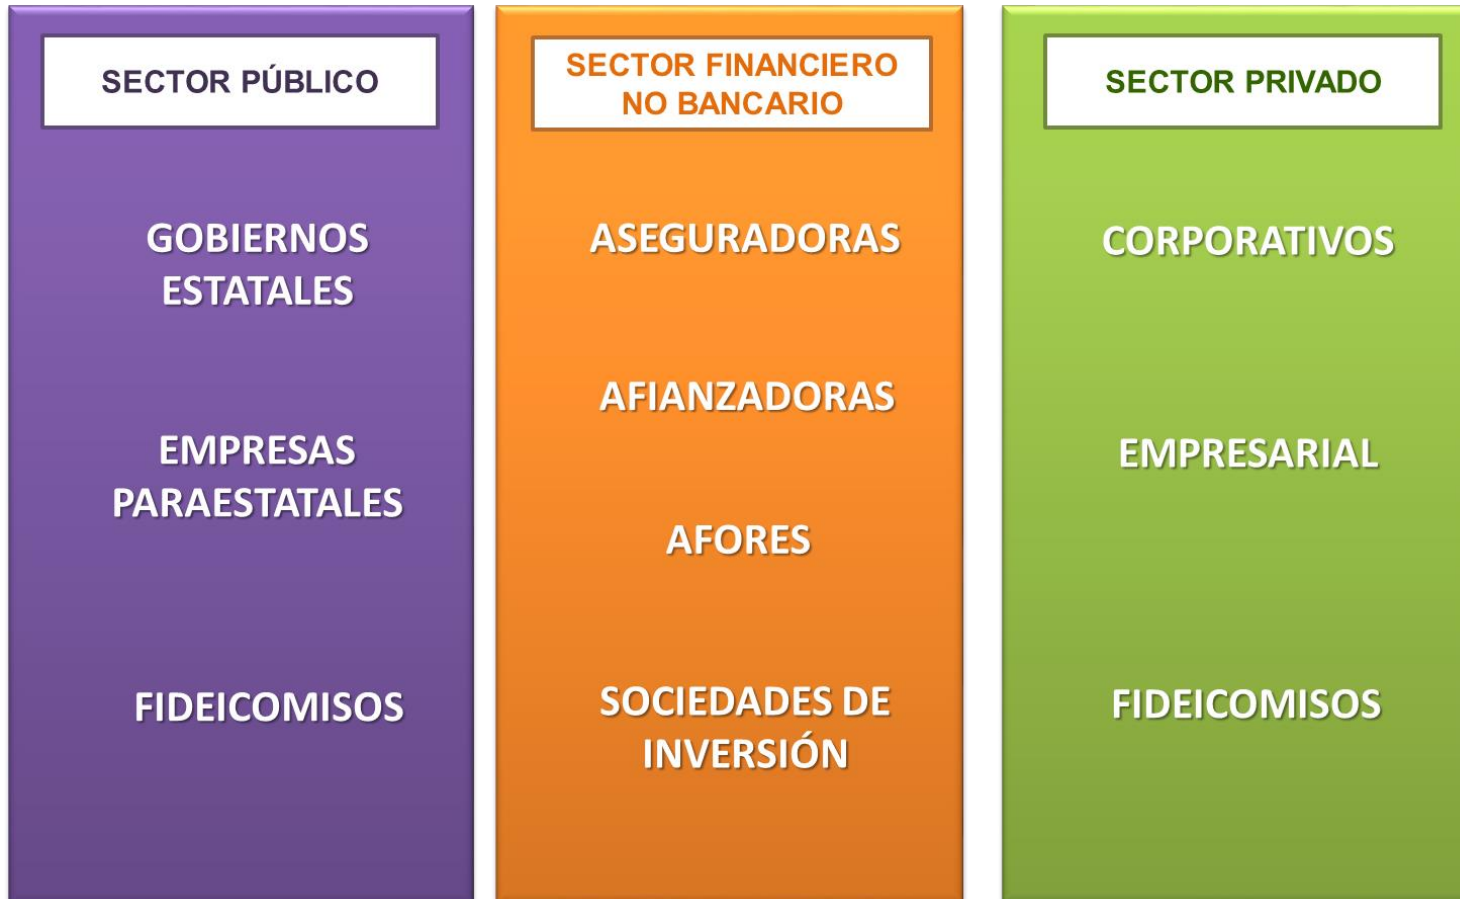 SECTOR PÚBLICO
GOBIERNOS
ESTATALES
EMPRESAS
PARAESTATALES
FIDEICOMISOS
SECTOR FINANCIERO
NO BANCARIO
ASEGURADORAS
AFIANZADORAS
AFORES
SOCIEDADES DE
INVERSIÓN
SECTOR PRIVADO
CORPORATIVOS
EMPRESARIAL
FIDEICOMISOS